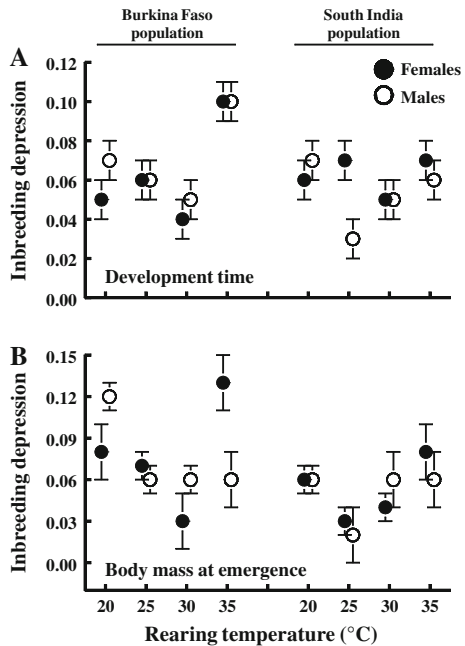 Burkina Faso
population
South India
population
A
Females
Males
Inbreeding depression
0.12
0.10
0.08
0.06
0.04
0.02
0.00
Development time
B
Inbreeding depression
0.15
0.12
0.09
0.06
0.03
0.00
Body mass at emergence
20 25 30 35 20 25 30 35
Rearing temperature (°C)